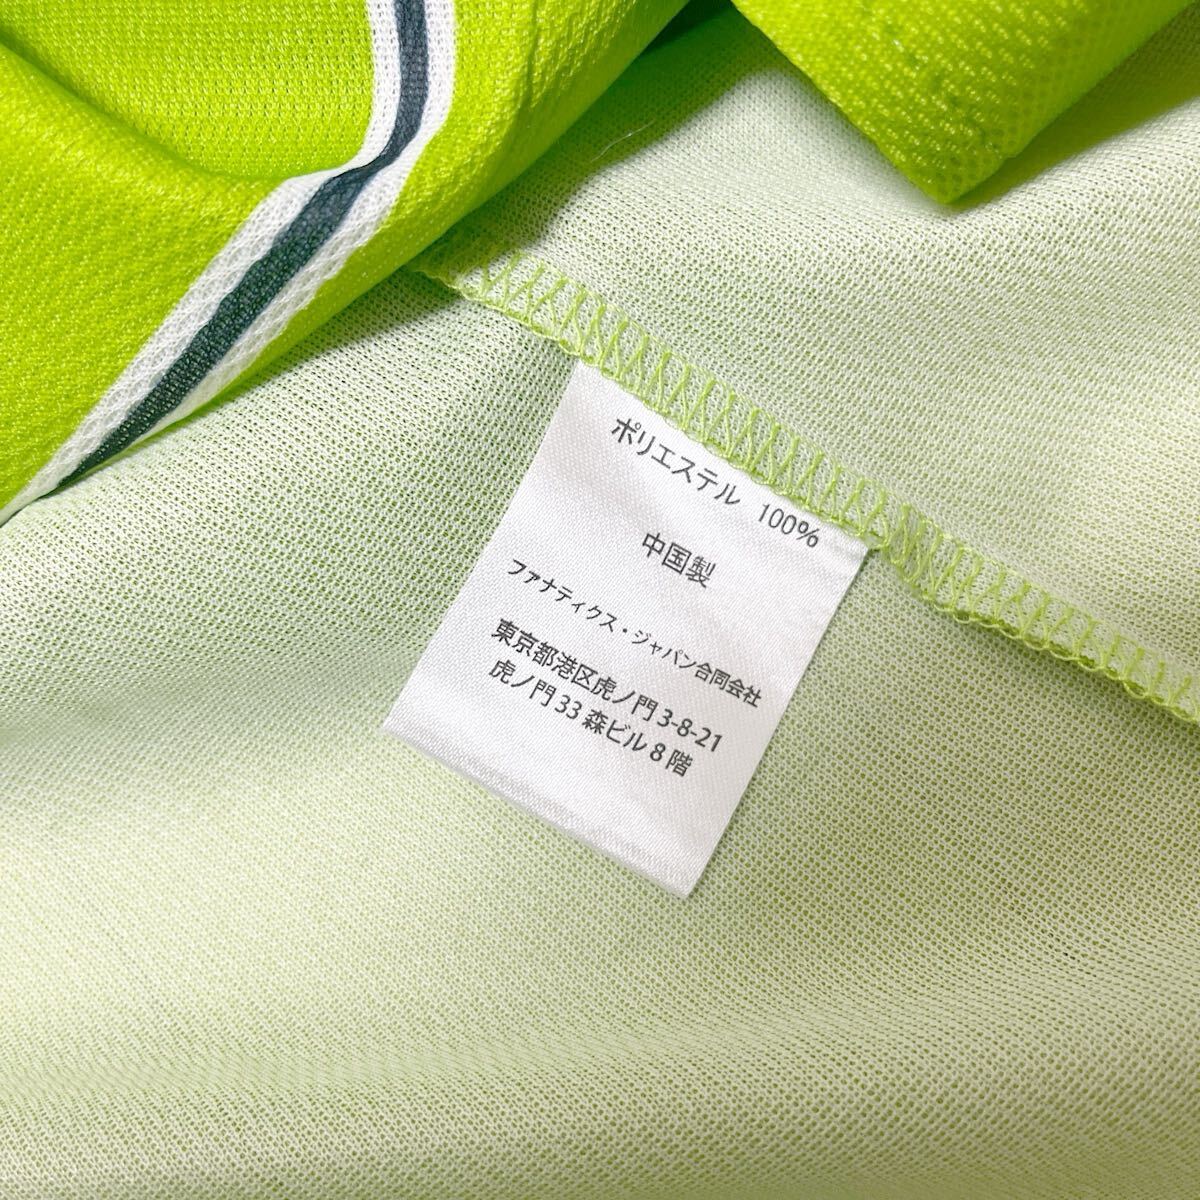 ポリエステル 100%
中国製
ファナティクス・ジャパン合同会社
東京都港区虎ノ門 3-8-21
虎ノ門 33 森ビル 8 階